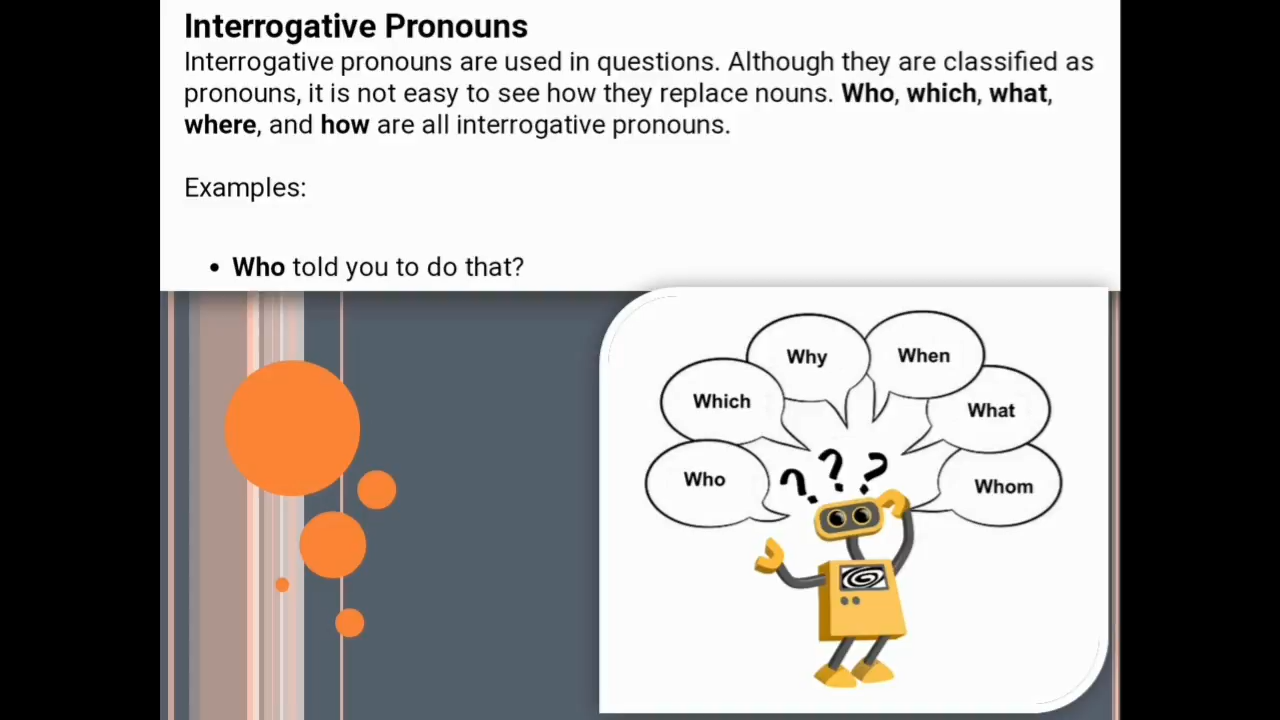 Interrogative Pronouns
Interrogative pronouns are used in questions. Although they are classified as
pronouns, it is not easy to see how they replace nouns. Who, which, what,
where, and how are all interrogative pronouns.
Examples:
• Who told you to do that?
Why
When
Which
What
Who
Whom
? ? ?